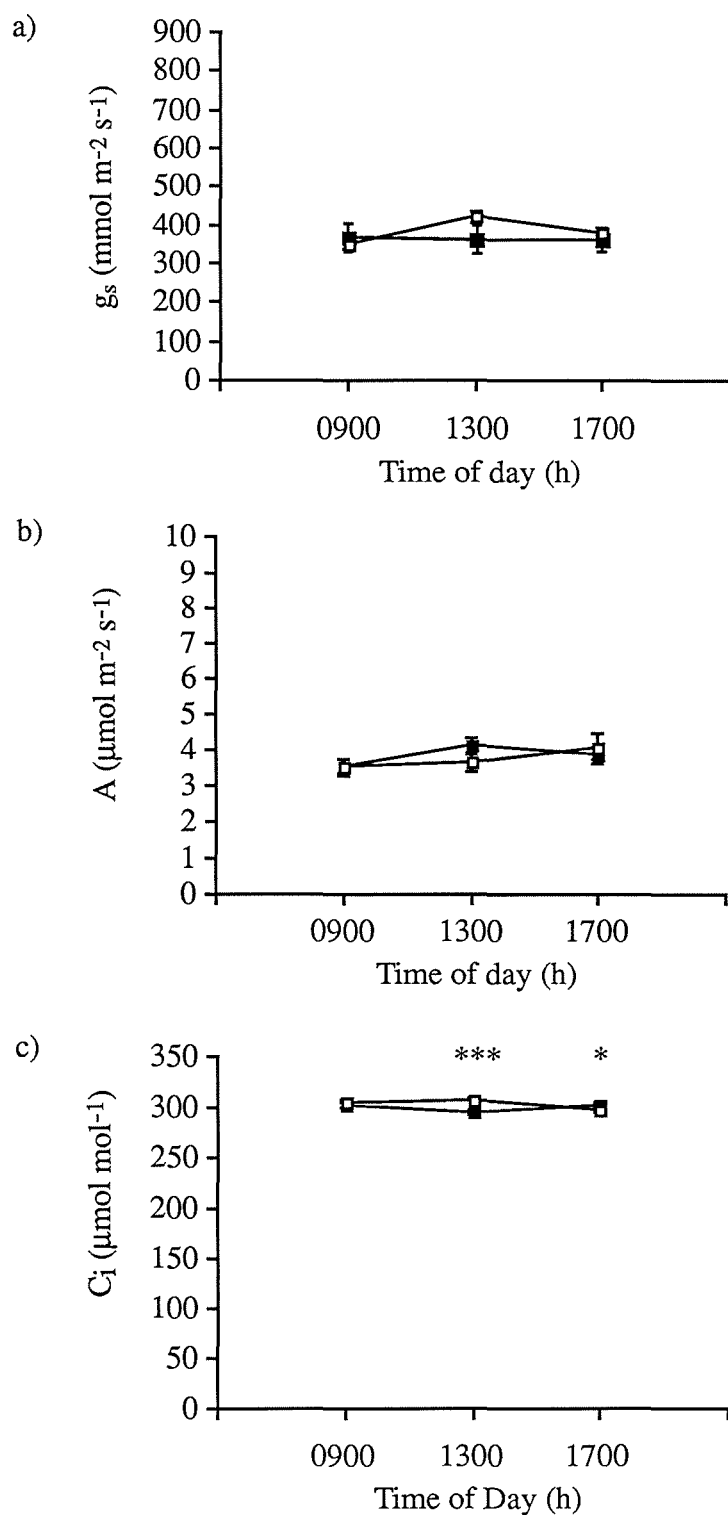 a)
900
800
700
600
500
400
300
200
100
0
gs (mmol m-2 s-1)
0900 1300 1700
Time of day (h)
b)
10
9
8
7
6
5
4
3
2
1
0
A (μmol m-2 s-1)
0900 1300 1700
Time of day (h)
c)
*** *
350
300
250
200
150
100
50
0
Ci (μmol mol-1)
0900 1300 1700
Time of Day (h)